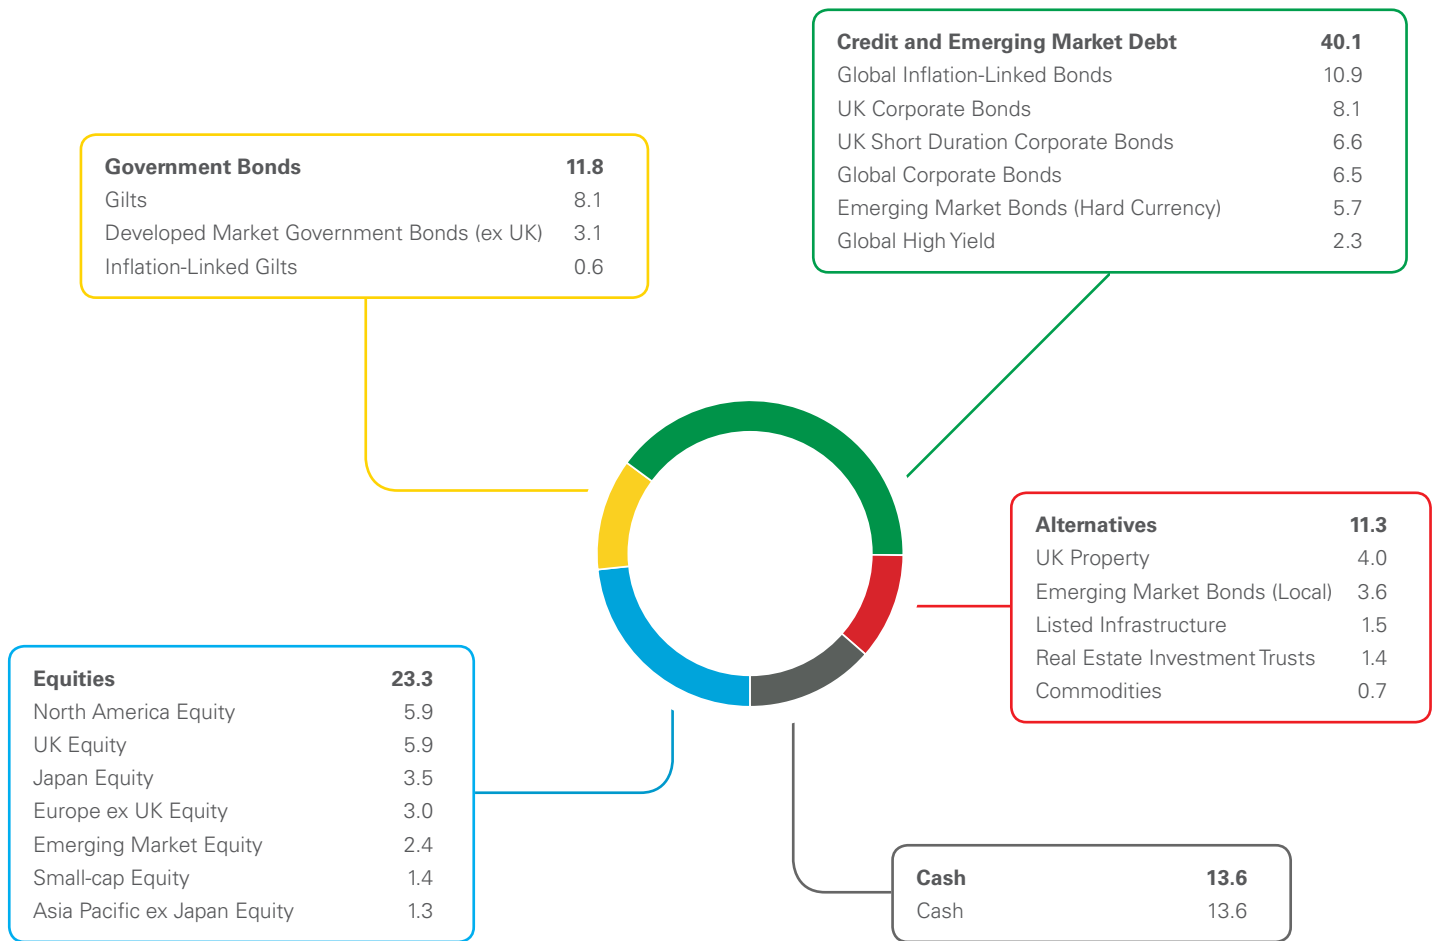 Credit and Emerging Market Debt 40.1
Global Inflation-Linked Bonds 10.9
UK Corporate Bonds 8.1
UK Short Duration Corporate Bonds 6.6
Global Corporate Bonds 6.5
Emerging Market Bonds (Hard Currency) 5.7
Global High Yield 2.3
Government Bonds 11.8
Gilts 8.1
Developed Market Government Bonds (ex UK) 3.1
Inflation-Linked Gilts 0.6
Alternatives 11.3
UK Property 4.0
Emerging Market Bonds (Local) 3.6
Listed Infrastructure 1.5
Real Estate Investment Trusts 1.4
Commodities 0.7
Equities 23.3
North America Equity 5.9
UK Equity 5.9
Japan Equity 3.5
Europe ex UK Equity 3.0
Emerging Market Equity 2.4
Small-cap Equity 1.4
Asia Pacific ex Japan Equity 1.3
Cash 13.6
Cash 13.6